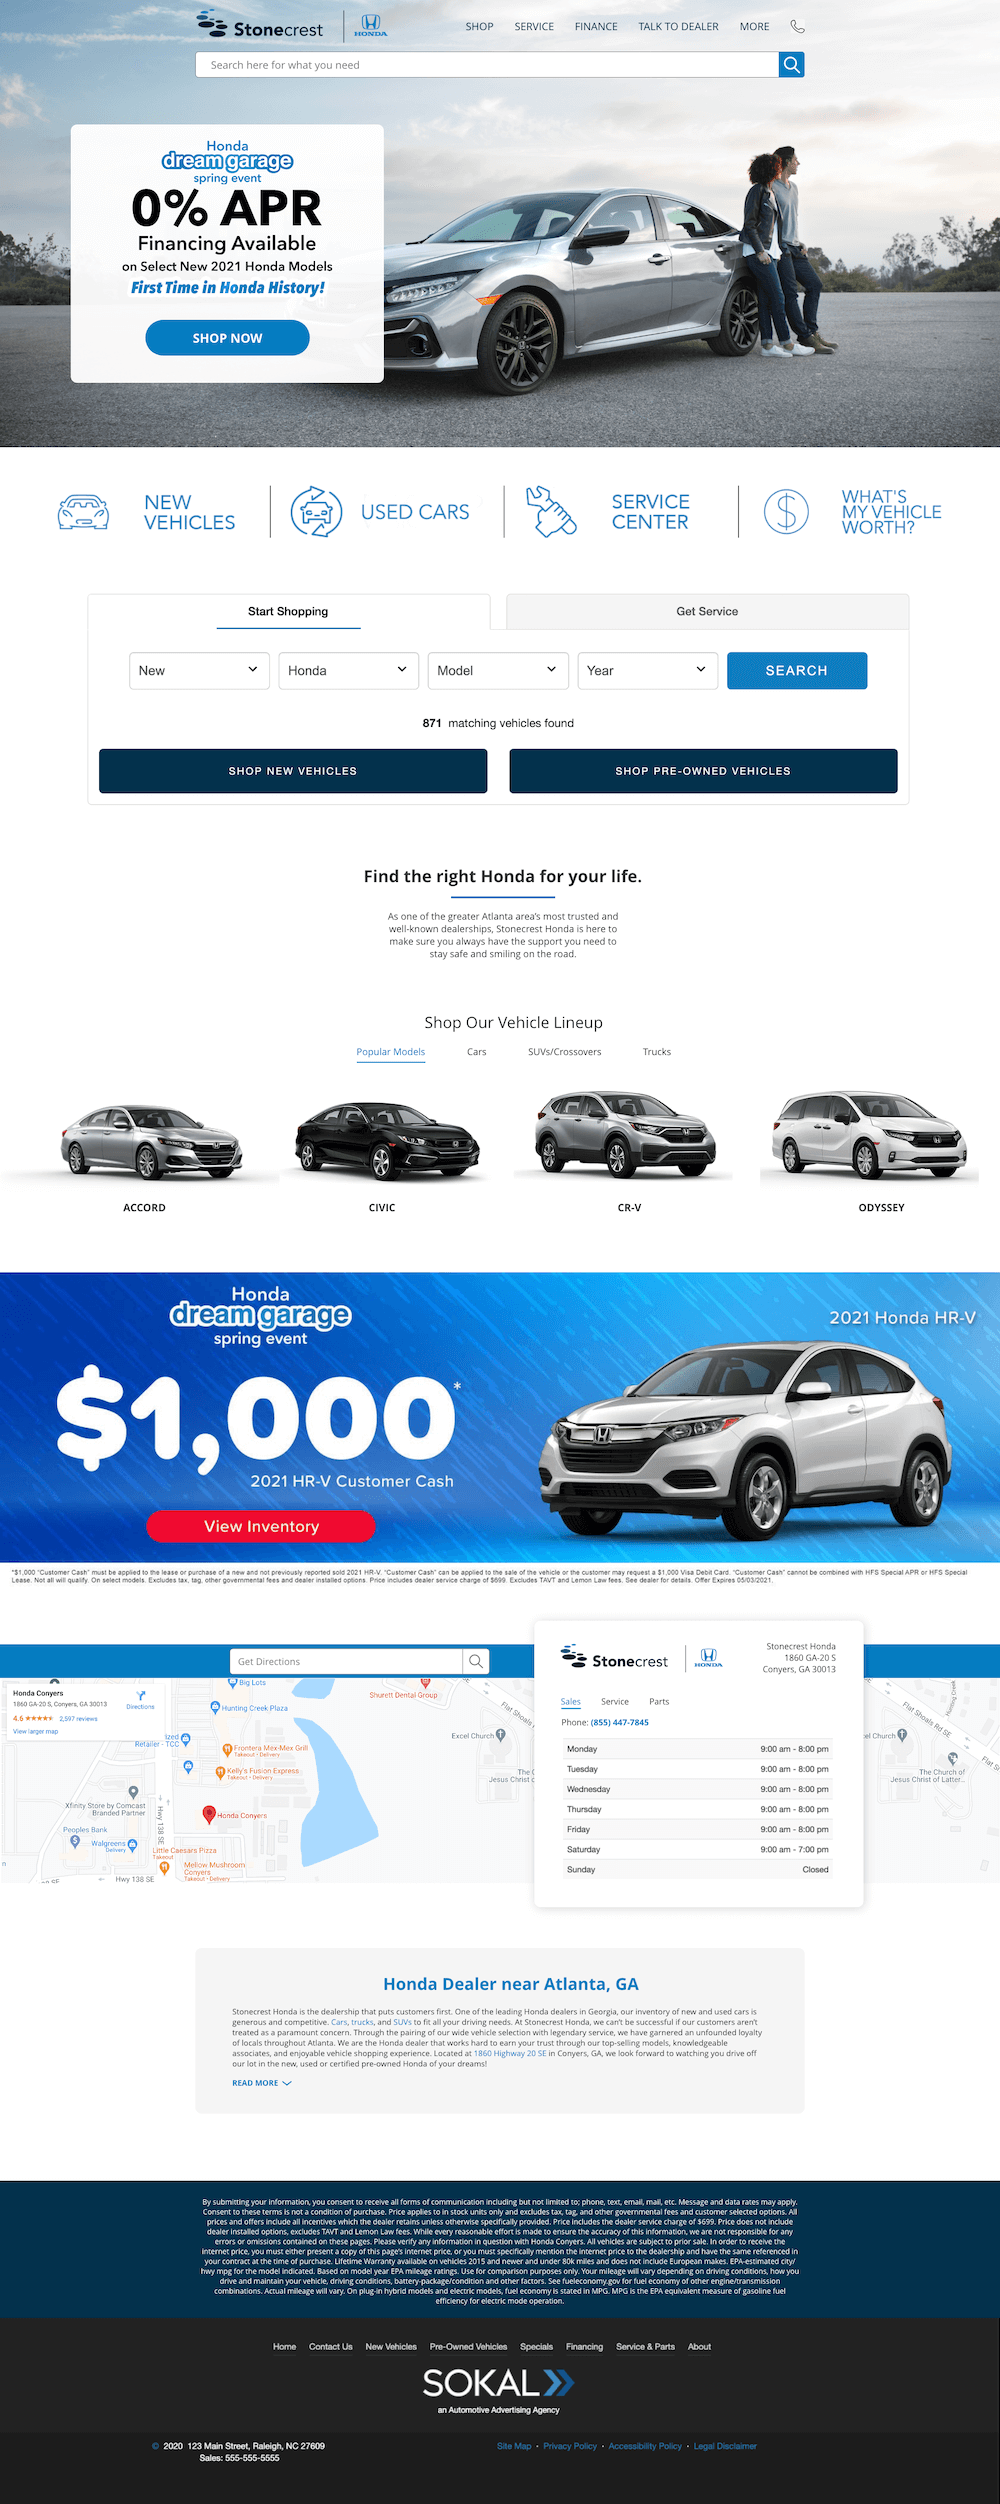 Stonecrest
HONDA
SHOP SERVICE FINANCE TALK TO DEALER MORE
Search here for what you need
Honda
dream garage
spring event
0% APR
Financing Available
on Select New 2021 Honda Models
First Time in Honda History!
SHOP NOW
NEW
VEHICLES
USED CARS
SERVICE
CENTER
WHAT'S
MY VEHICLE
WORTH?
Start Shopping
Get Service
New
Honda
Model
Year
SEARCH
871 matching vehicles found
SHOP NEW VEHICLES
SHOP PRE-OWNED VEHICLES
Find the right Honda for your life.
As one of the greater Atlanta area's most trusted and
well-known dealerships, Stonecrest Honda is here to
make sure you always have the support you need to
stay safe and smiling on the road.
Shop Our Vehicle Lineup
Popular Models Cars SUVs/Crossovers Trucks
ACCORD
CIVIC
CR-V
ODYSSEY
Honda
dream garage
spring event
2021 Honda HR-V
$1,000*
2021 HR-V Customer Cash
View Inventory
*$1,000 "Customer Cash" must be applied to the lease or purchase of a new and not previously reported sold 2021 HR-V. "Customer Cash" can be applied to the sale of the vehicle or the customer may request a $1,000 Visa Debit Card. "Customer Cash" cannot be combined with HFS Special APR or HFS Special
Lease. Not all will qualify. On select models. Excludes tax, tag, other governmental fees and dealer installed options. Price includes dealer service charge of $699. Excludes TAVT and Lemon Law fees. See dealer for details. Offer Expires 05/03/2021.
Get Directions
Honda Conyers
1860 GA-20 S, Conyers, GA 30013
4.6 ★★★★★ 2,597 reviews
View larger map
Directions
Big Lots
Hunting Creek Plaza
Shurett Dental Group
Retailer - TCC
Frontera Mex-Mex Grill
Takeout • Delivery
Kelly's Fusion Express
Takeout • Delivery
Excel Church
Flat Shoals
The C
Jesus Christ o
Xfinity Store by Comcast
Branded Partner
Honda Conyers
Hwy 138 SE
Peoples Bank
Walgreens
Delivery
Little Caesars Pizza
Takeout
Mellow Mushroom
Conyers
Takeout • Delivery
Hwy 138 SE
el Church
Flat Shoals Rd SE
The Church of
Jesus Christ of Latter...
Flat S
Stonecrest
HONDA
Stonecrest Honda
1860 GA-20 S
Conyers, GA 30013
Sales Service Parts
Phone: (855) 447-7845
Monday 9:00 am - 8:00 pm
Tuesday 9:00 am - 8:00 pm
Wednesday 9:00 am - 8:00 pm
Thursday 9:00 am - 8:00 pm
Friday 9:00 am - 8:00 pm
Saturday 9:00 am - 7:00 pm
Sunday Closed
Honda Dealer near Atlanta, GA
Stonecrest Honda is the dealership that puts customers first. One of the leading Honda dealers in Georgia, our inventory of new and used cars is
generous and competitive. Cars, trucks, and SUVs to fit all your driving needs. At Stonecrest Honda, we can't be successful if our customers aren't
treated as a paramount concern. Through the pairing of our wide vehicle selection with legendary service, we have garnered an unfounded loyalty
of locals throughout Atlanta. We are the Honda dealer that works hard to earn your trust through our top-selling models, knowledgeable
associates, and enjoyable vehicle shopping experience. Located at 1860 Highway 20 SE in Conyers, GA, we look forward to watching you drive off
our lot in the new, used or certified pre-owned Honda of your dreams!
READ MORE
By submitting your information, you consent to receive all forms of communication including but not limited to; phone, text, email, mail, etc. Message and data rates may apply.
Consent to these terms is not a condition of purchase. Price applies to in stock units only and excludes tax, tag, and other governmental fees and customer selected options. All
prices and offers include all incentives which the dealer retains unless otherwise specifically provided. Price includes the dealer service charge of $699. Price does not include
dealer installed options, excludes TAVT and Lemon Law fees. While every reasonable effort is made to ensure the accuracy of this information, we are not responsible for any
errors or omissions contained on these pages. Please verify any information in question with Honda Conyers. All vehicles are subject to prior sale. In order to receive the
internet price, you must either present a copy of this page's internet price, or you must specifically mention the internet price to the dealership and have the same referenced in
your contract at the time of purchase. Lifetime Warranty available on vehicles 2015 and newer and under 80k miles and does not include European makes. EPA-estimated city/
hwy mpg for the model indicated. Based on model year EPA mileage ratings. Use for comparison purposes only. Your mileage will vary depending on driving conditions, how you
drive and maintain your vehicle, driving conditions, battery-package/condition and other factors. See fueleconomy.gov for fuel economy of other engine/transmission
combinations. Actual mileage will vary. On plug-in hybrid models and electric models, fuel economy is stated in MPG. MPG is the EPA equivalent measure of gasoline fuel
efficiency for electric mode operation.
Home Contact Us New Vehicles Pre-Owned Vehicles Specials Financing Service & Parts About
SOKAL
an Automotive Advertising Agency
© 2020 123 Main Street, Raleigh, NC 27609
Sales: 555-555-5555
Site Map • Privacy Policy • Accessibility Policy • Legal Disclaimer